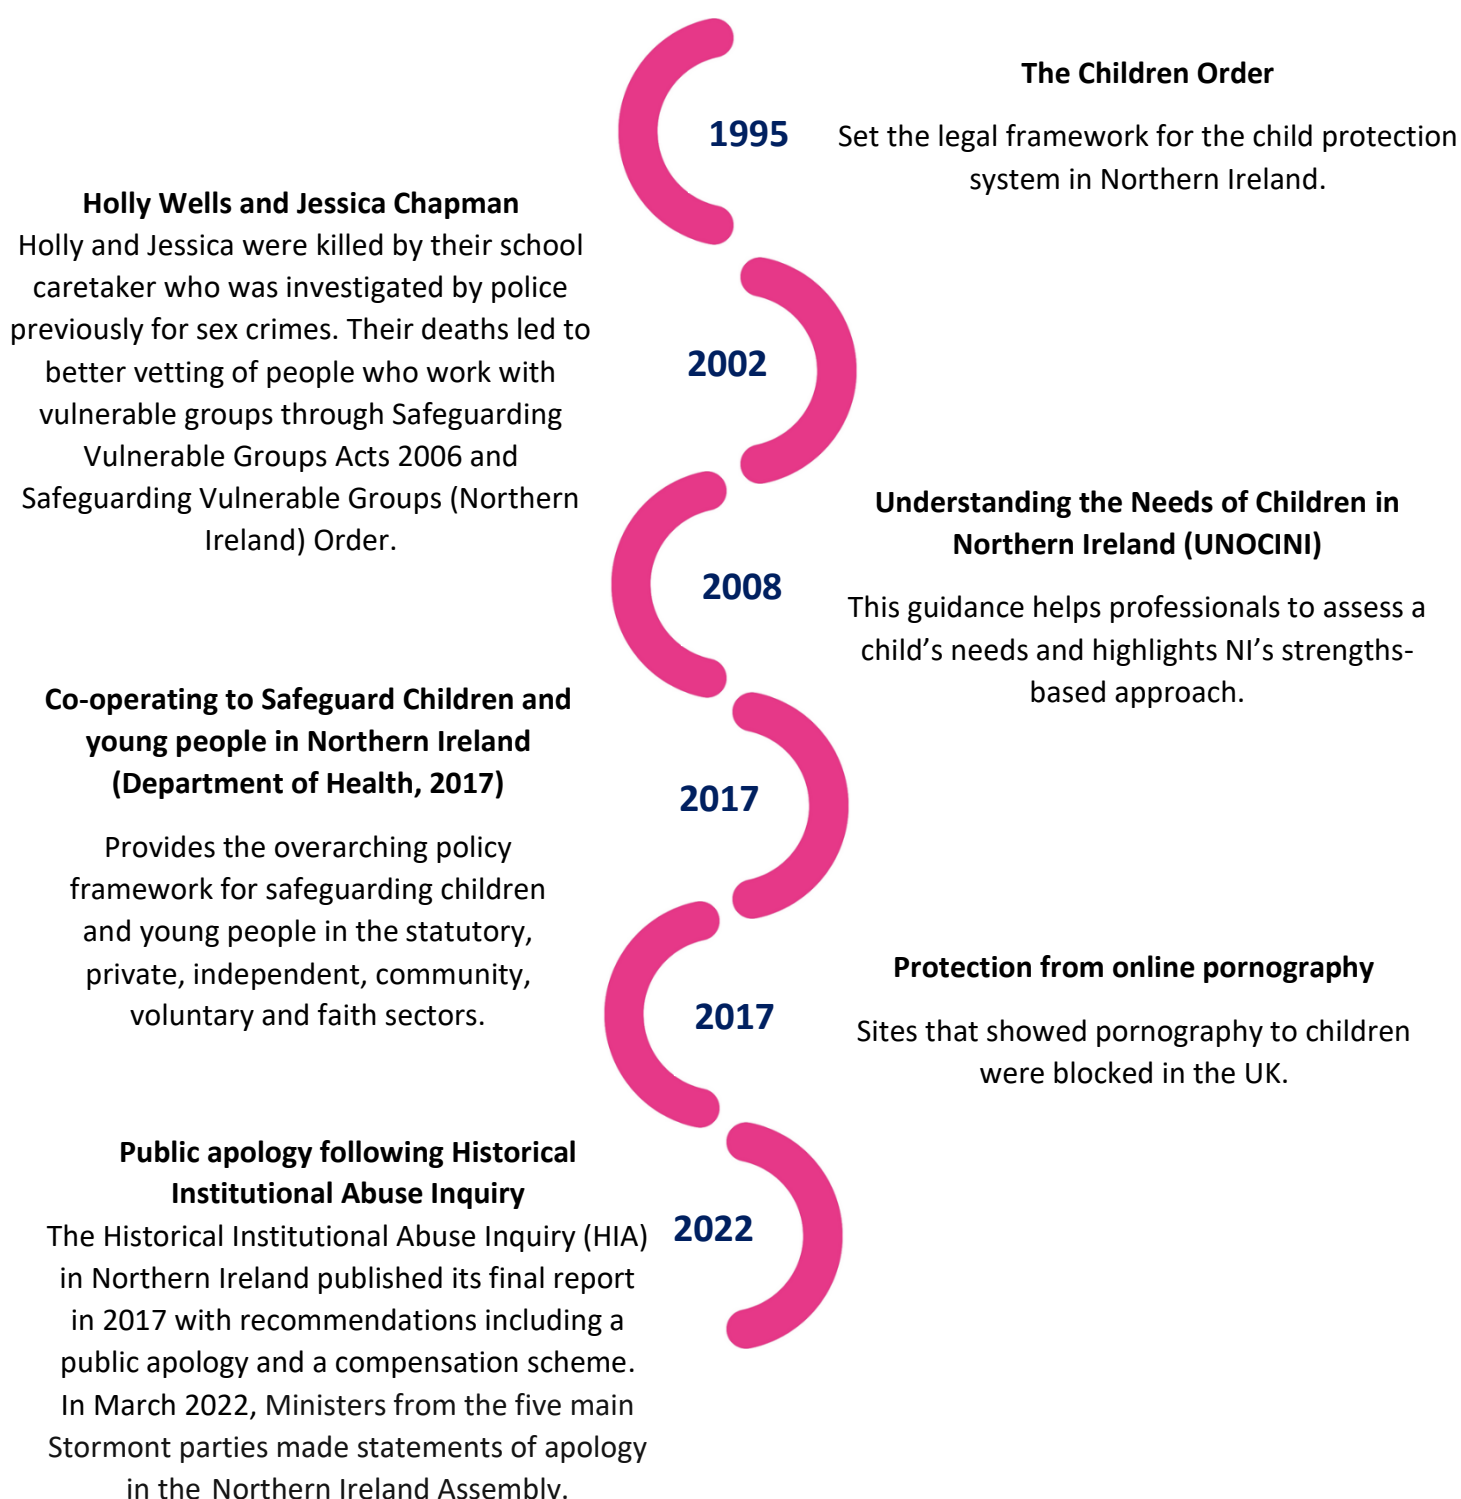 1995
The Children Order
Set the legal framework for the child protection
system in Northern Ireland.
Holly Wells and Jessica Chapman
Holly and Jessica were killed by their school
caretaker who was investigated by police
previously for sex crimes. Their deaths led to
better vetting of people who work with
vulnerable groups through Safeguarding
Vulnerable Groups Acts 2006 and
Safeguarding Vulnerable Groups (Northern
Ireland) Order.
2002
2008
Understanding the Needs of Children in
Northern Ireland (UNOCINI)
This guidance helps professionals to assess a
child’s needs and highlights NI’s strengths-
based approach.
Co-operating to Safeguard Children and
young people in Northern Ireland
(Department of Health, 2017)
Provides the overarching policy
framework for safeguarding children
and young people in the statutory,
private, independent, community,
voluntary and faith sectors.
2017
2017
Protection from online pornography
Sites that showed pornography to children
were blocked in the UK.
Public apology following Historical
Institutional Abuse Inquiry
The Historical Institutional Abuse Inquiry (HIA)
in Northern Ireland published its final report
in 2017 with recommendations including a
public apology and a compensation scheme.
In March 2022, Ministers from the five main
Stormont parties made statements of apology
in the Northern Ireland Assembly.
2022